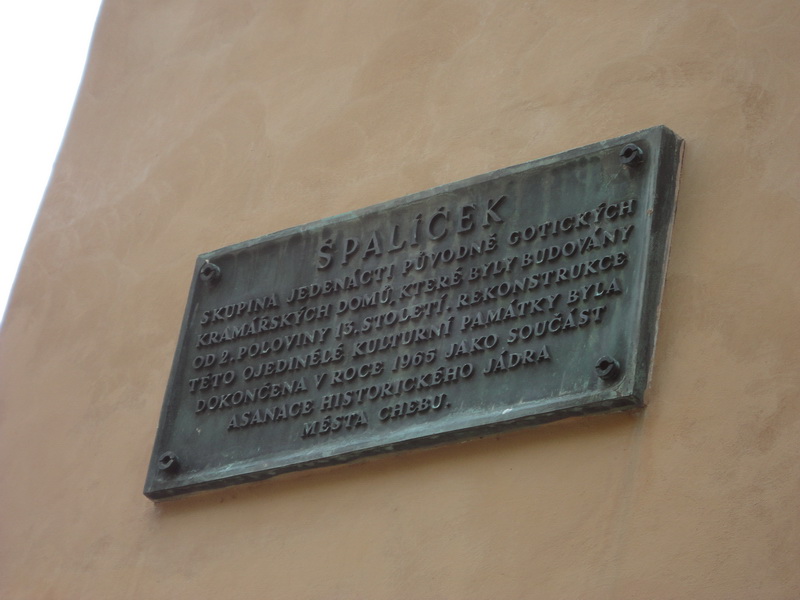 ŠPALÍČEK
SKUPINA JEDENÁCTI PŮVODNĚ GOTICKÝCH
KRAMÁŘSKÝCH DOMŮ, KTERÉ BYLY BUDOVÁNY
OD 2. POLOVINY 13. STOLETÍ, REKONSTRUKCE
TÉTO OJEDINĚLÉ KULTURNÍ PAMÁTKY BYLA
DOKONČENA V ROCE 1965 JAKO SOUČÁST
ASANACE HISTORICKÉHO JÁDRA
MĚSTA CHEBU.